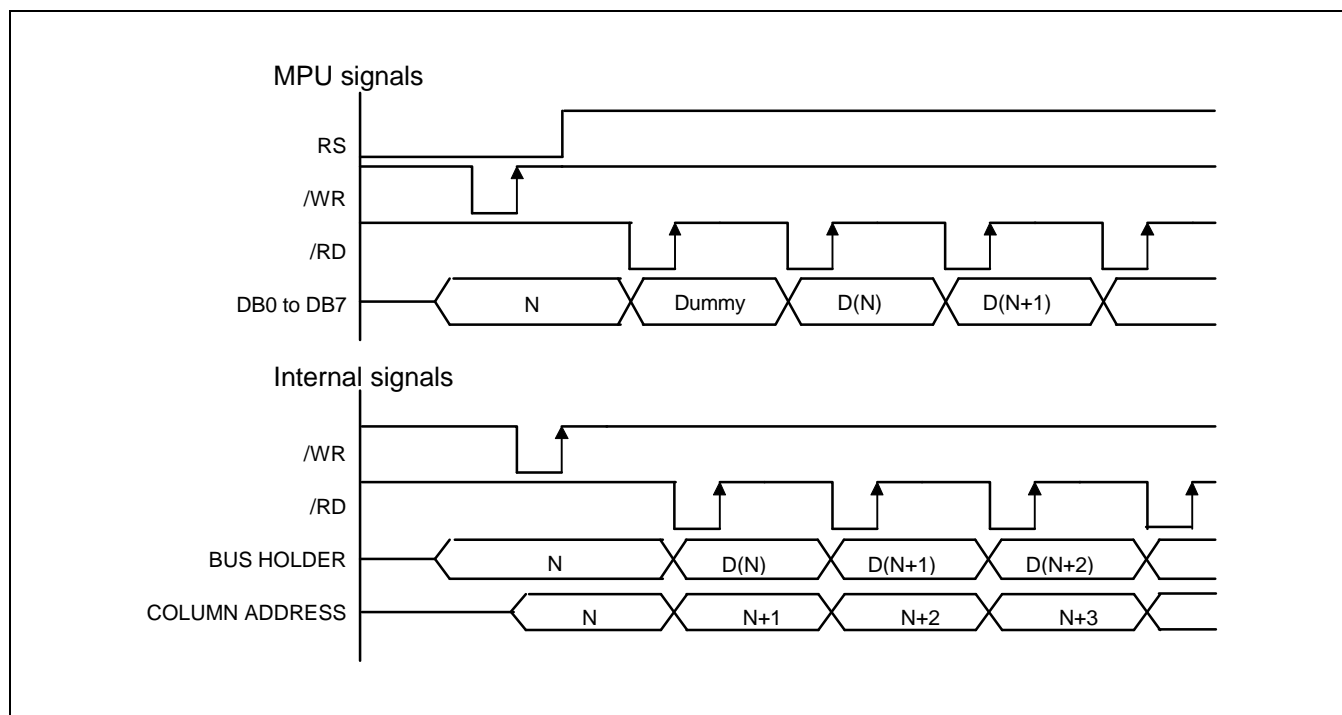 MPU signals
RS
/WR
/RD
DB0 to DB7 N Dummy D(N) D(N+1)
Internal signals
/WR
/RD
BUS HOLDER N D(N) D(N+1) D(N+2)
COLUMN ADDRESS N N+1 N+2 N+3